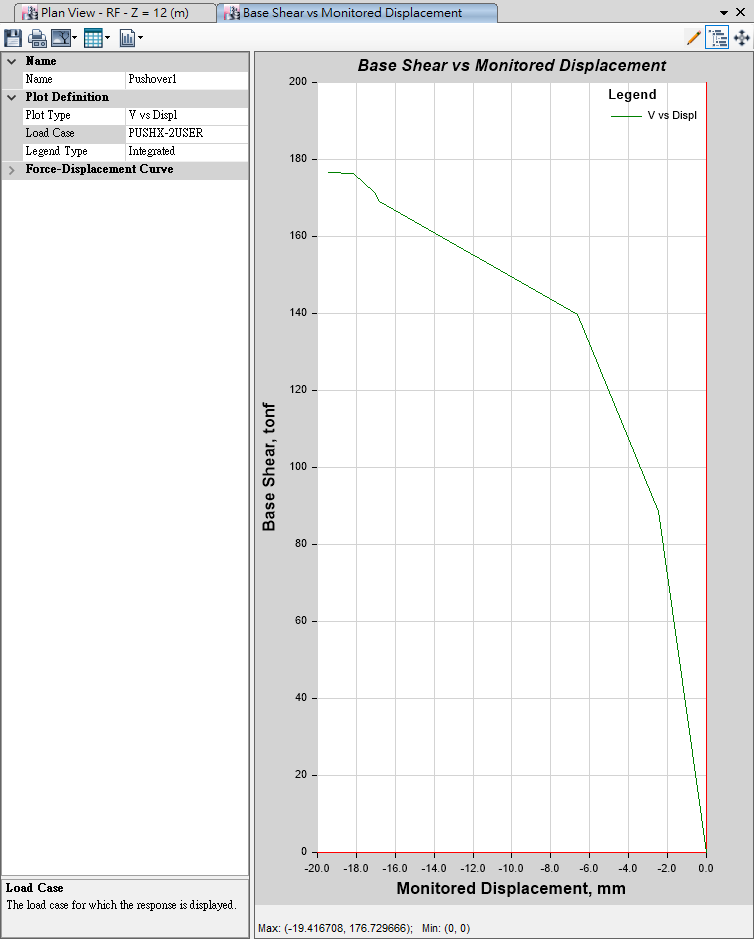 Plan View - RF - Z = 12 (m)
Base Shear vs Monitored Displacement
Name
Name Pushover1
Plot Definition
Plot Type V vs Displ
Load Case PUSHX-2USER
Legend Type Integrated
Force-Displacement Curve
Load Case
The load case for which the response is displayed.
Base Shear vs Monitored Displacement
Legend
V vs Displ
Base Shear, tonf
200
180
160
140
120
100
80
60
40
20
0
-20.0 -18.0 -16.0 -14.0 -12.0 -10.0 -8.0 -6.0 -4.0 -2.0 0.0
Monitored Displacement, mm
Max: (-19.416708, 176.729666); Min: (0, 0)